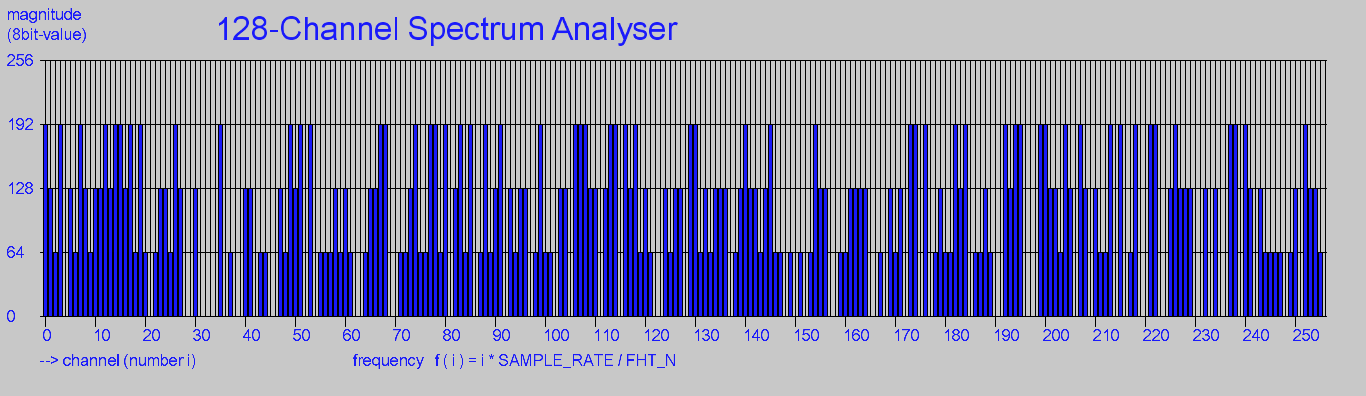 magnitude
(8bit-value)
128-Channel Spectrum Analyser
256
192
128
64
0
0 10 20 30 40 50 60 70 80 90 100 110 120 130 140 150 160 170 180 190 200 210 220 230 240 250
--> channel (number i)
frequency f ( i ) = i * SAMPLE_RATE / FHT_N